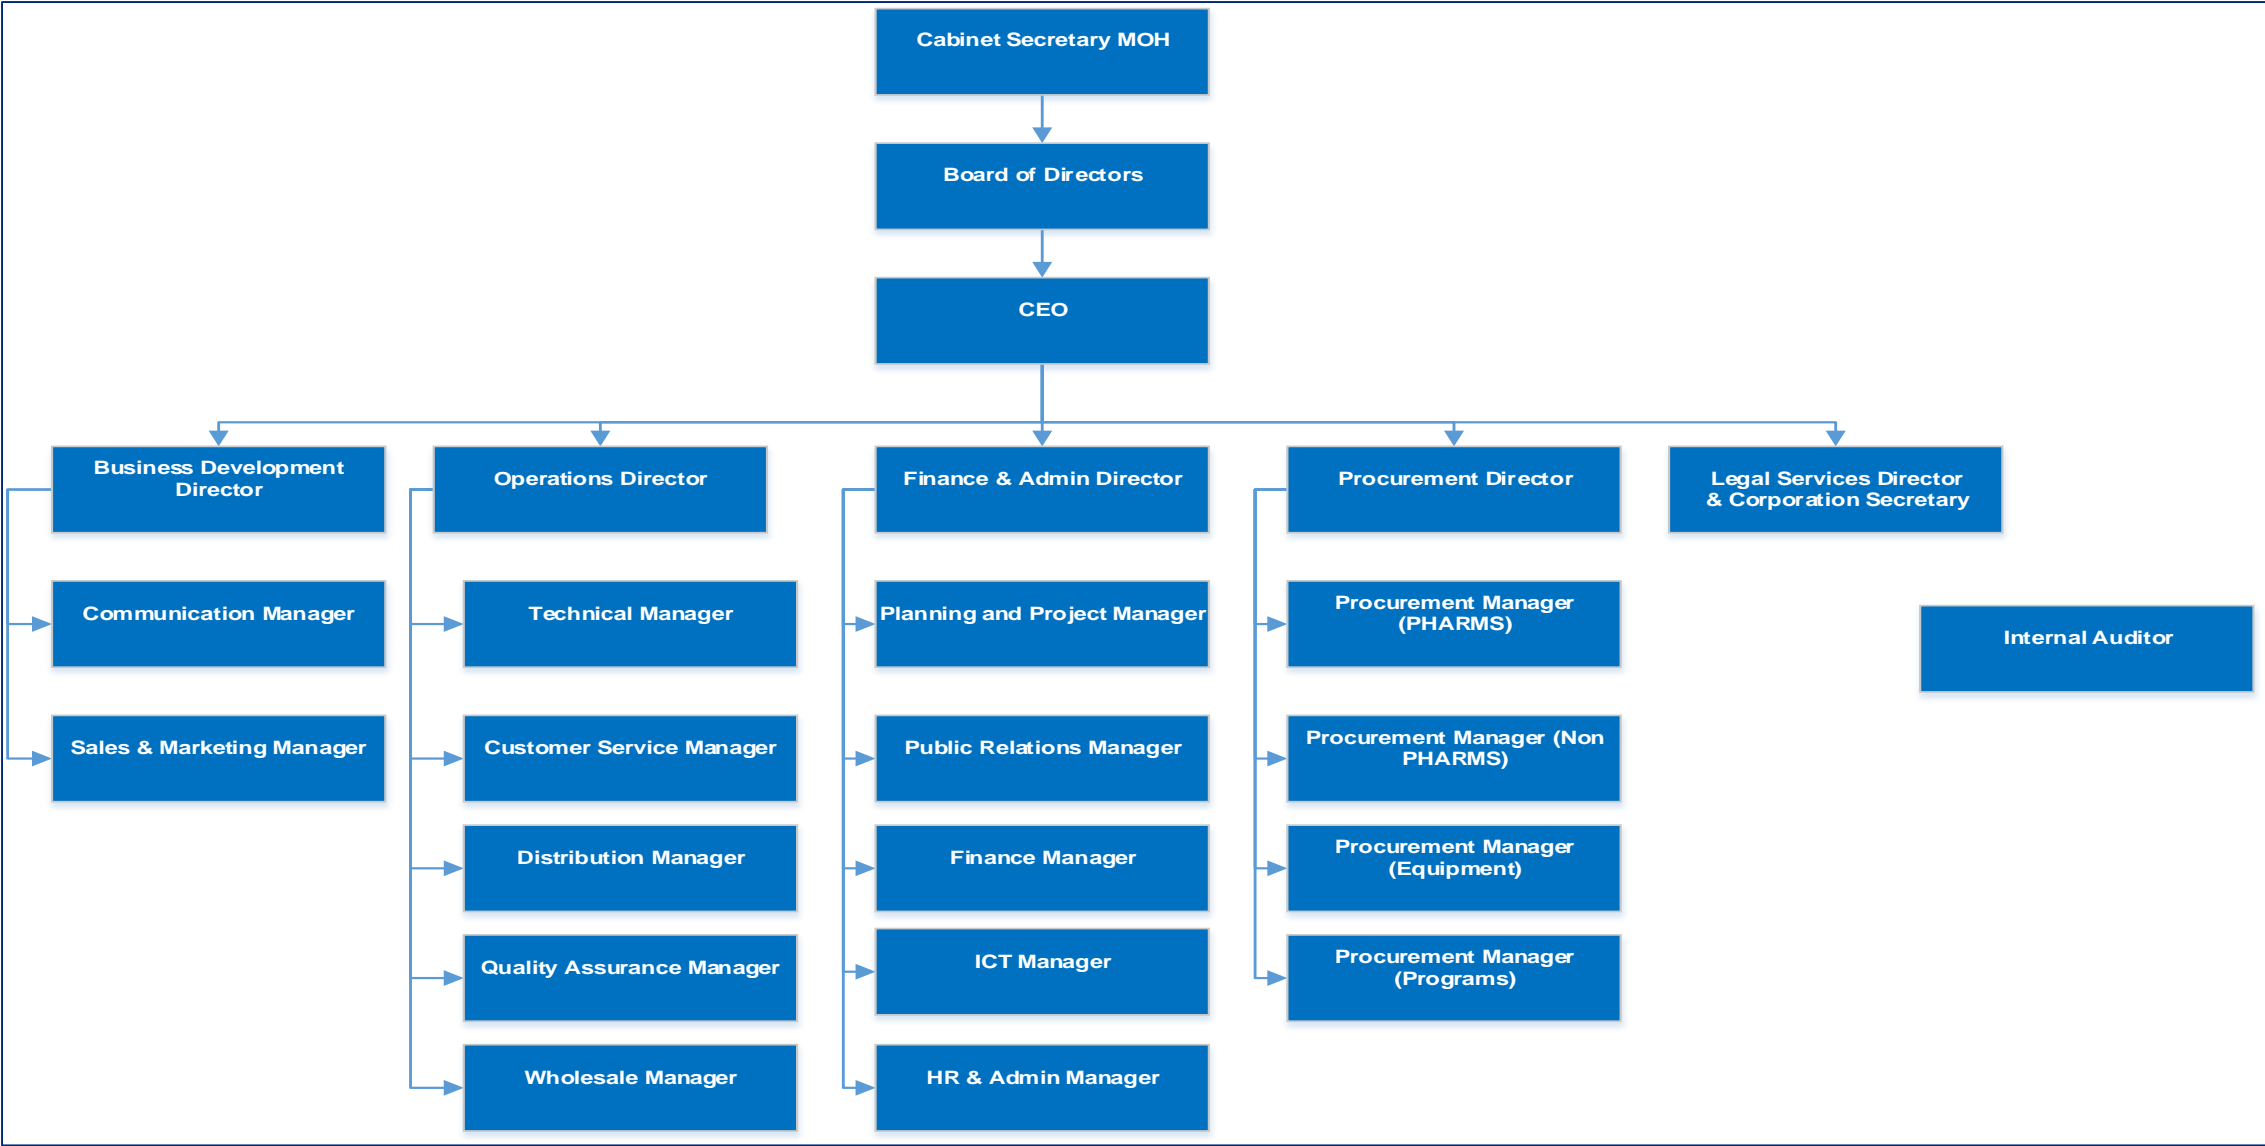 Cabinet Secretary MOH
Board of Directors
CEO
Business Development
Director
Operations Director
Finance & Admin Director
Procurement Director
Legal Services Director
& Corporation Secretary
Communication Manager
Technical Manager
Planning and Project Manager
Procurement Manager
(PHARMS)
Internal Auditor
Sales & Marketing Manager
Customer Service Manager
Public Relations Manager
Procurement Manager (Non
PHARMS)
Distribution Manager
Finance Manager
Procurement Manager
(Equipment)
Quality Assurance Manager
ICT Manager
Procurement Manager
(Programs)
Wholesale Manager
HR & Admin Manager